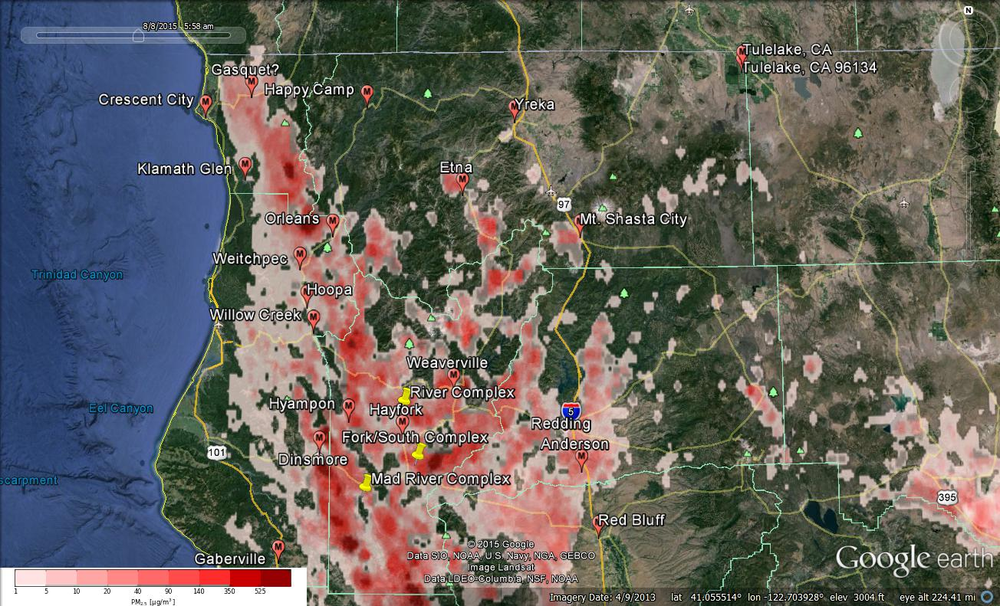 8/8/2015 5:58 am
N
Tulelake, CA
Tulelake, CA 96134
Gasquet?
Happy Camp
Crescent City
Yreka
Klamath Glen
Etna
97
Orleans
Mt. Shasta City
Weitchpec
Trinidad Canyon
Hoopa
Willow Creek
Weaverville
River Complex
Hyampon
Hayfork
Eel Canyon
5
Redding
Fork/South Complex
Anderson
101
Dinsmore
scarpment
Mad River Complex
395
Red Bluff
Gaberville
© 2015 Google
Data SIO, NOAA, U.S. Navy, NGA, GEBCO
Image Landsat
Data LDEO-Columbia, NSF, NOAA
Google earth
1 5 10 20 40 90 140 350 525
PM2.5 [µg/m³]
Imagery Date: 4/9/2013 lat 41.055514° lon -122.703928° elev 3004 ft eye alt 224.41 mi